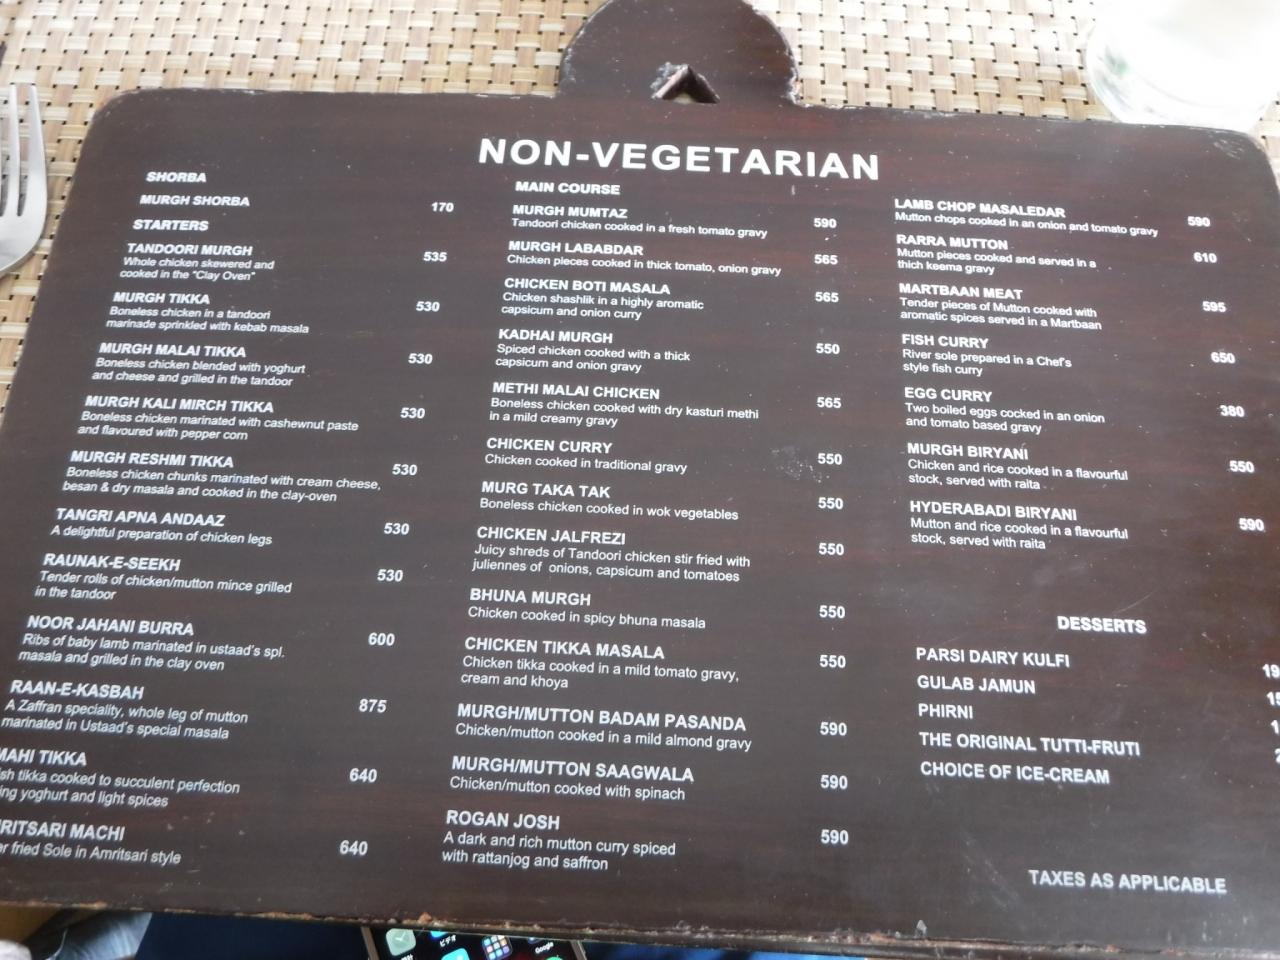 NON-VEGETARIAN
SHORBA
MURGH SHORBA 170
STARTERS
TANDOORI MURGH 535
Whole chicken skewered and
cooked in the "Clay Oven"
MURGH TIKKA 530
Boneless chicken in a tandoori
marinade sprinkled with kebab masala
MURGH MALAI TIKKA 530
Boneless chicken blended with yoghurt
and cheese and grilled in the tandoor
MURGH KALI MIRCH TIKKA 530
Boneless chicken marinated with cashewnut paste
and flavoured with pepper corn
MURGH RESHMI TIKKA 530
Boneless chicken chunks marinated with cream cheese,
besan & dry masala and cooked in the clay-oven
TANGRI APNA ANDAAZ 530
A delightful preparation of chicken legs
RAUNAK-E-SEEKH 530
Tender rolls of chicken/mutton mince grilled
in the tandoor
NOOR JAHANI BURRA 600
Ribs of baby lamb marinated in ustaad's spl.
masala and grilled in the clay oven
RAAN-E-KASBAH 875
A Zaffran speciality, whole leg of mutton
marinated in Ustaad's special masala
MAHI TIKKA 640
tikka cooked to succulent perfection
yoghurt and light spices
MACHI 640
fried Sole in Amritsari style
MAIN COURSE
MURGH MUMTAZ 590
Tandoori chicken cooked in a fresh tomato gravy
MURGH LABABDAR 565
Chicken pieces cooked in thick tomato, onion gravy
CHICKEN BOTI MASALA 565
Chicken shashlik in a highly aromatic
capsicum and onion curry
KADHAI MURGH 550
Spiced chicken cooked with a thick
capsicum and onion gravy
METHI MALAI CHICKEN 565
Boneless chicken cooked with dry kasturi methi
in a mild creamy gravy
CHICKEN CURRY 550
Chicken cooked in traditional gravy
MURG TAKA TAK 550
Boneless chicken cooked in wok vegetables
CHICKEN JALFREZI 550
Juicy shreds of Tandoori chicken stir fried with
juliennes of onions, capsicum and tomatoes
BHUNA MURGH 550
Chicken cooked in spicy bhuna masala
CHICKEN TIKKA MASALA 550
Chicken tikka cooked in a mild tomato gravy,
cream and khoya
MURGH/MUTTON BADAM PASANDA 590
Chicken/mutton cooked in a mild almond gravy
MURGH/MUTTON SAAGWALA 590
Chicken/mutton cooked with spinach
ROGAN JOSH 590
A dark and rich mutton curry spiced
with rattanjog and saffron
LAMB CHOP MASALEDAR 590
Mutton chops cooked in an onion and tomato gravy
RARRA MUTTON 610
Mutton pieces cooked and served in a
thich keema gravy
MARTBAAN MEAT 595
Tender pieces of Mutton cooked with
aromatic spices served in a Martbaan
FISH CURRY 650
River sole prepared in a Chef's
style fish curry
EGG CURRY 380
Two boiled eggs cocked in an onion
and tomato based gravy
MURGH BIRYANI 550
Chicken and rice cooked in a flavourful
stock, served with raita
HYDERABADI BIRYANI 590
Mutton and rice cooked in a flavourful
stock, served with raita
DESSERTS
PARSI DAIRY KULFI
GULAB JAMUN
PHIRNI
THE ORIGINAL TUTTI-FRUTI
CHOICE OF ICE-CREAM
TAXES AS APPLICABLE
ビデオ
Google